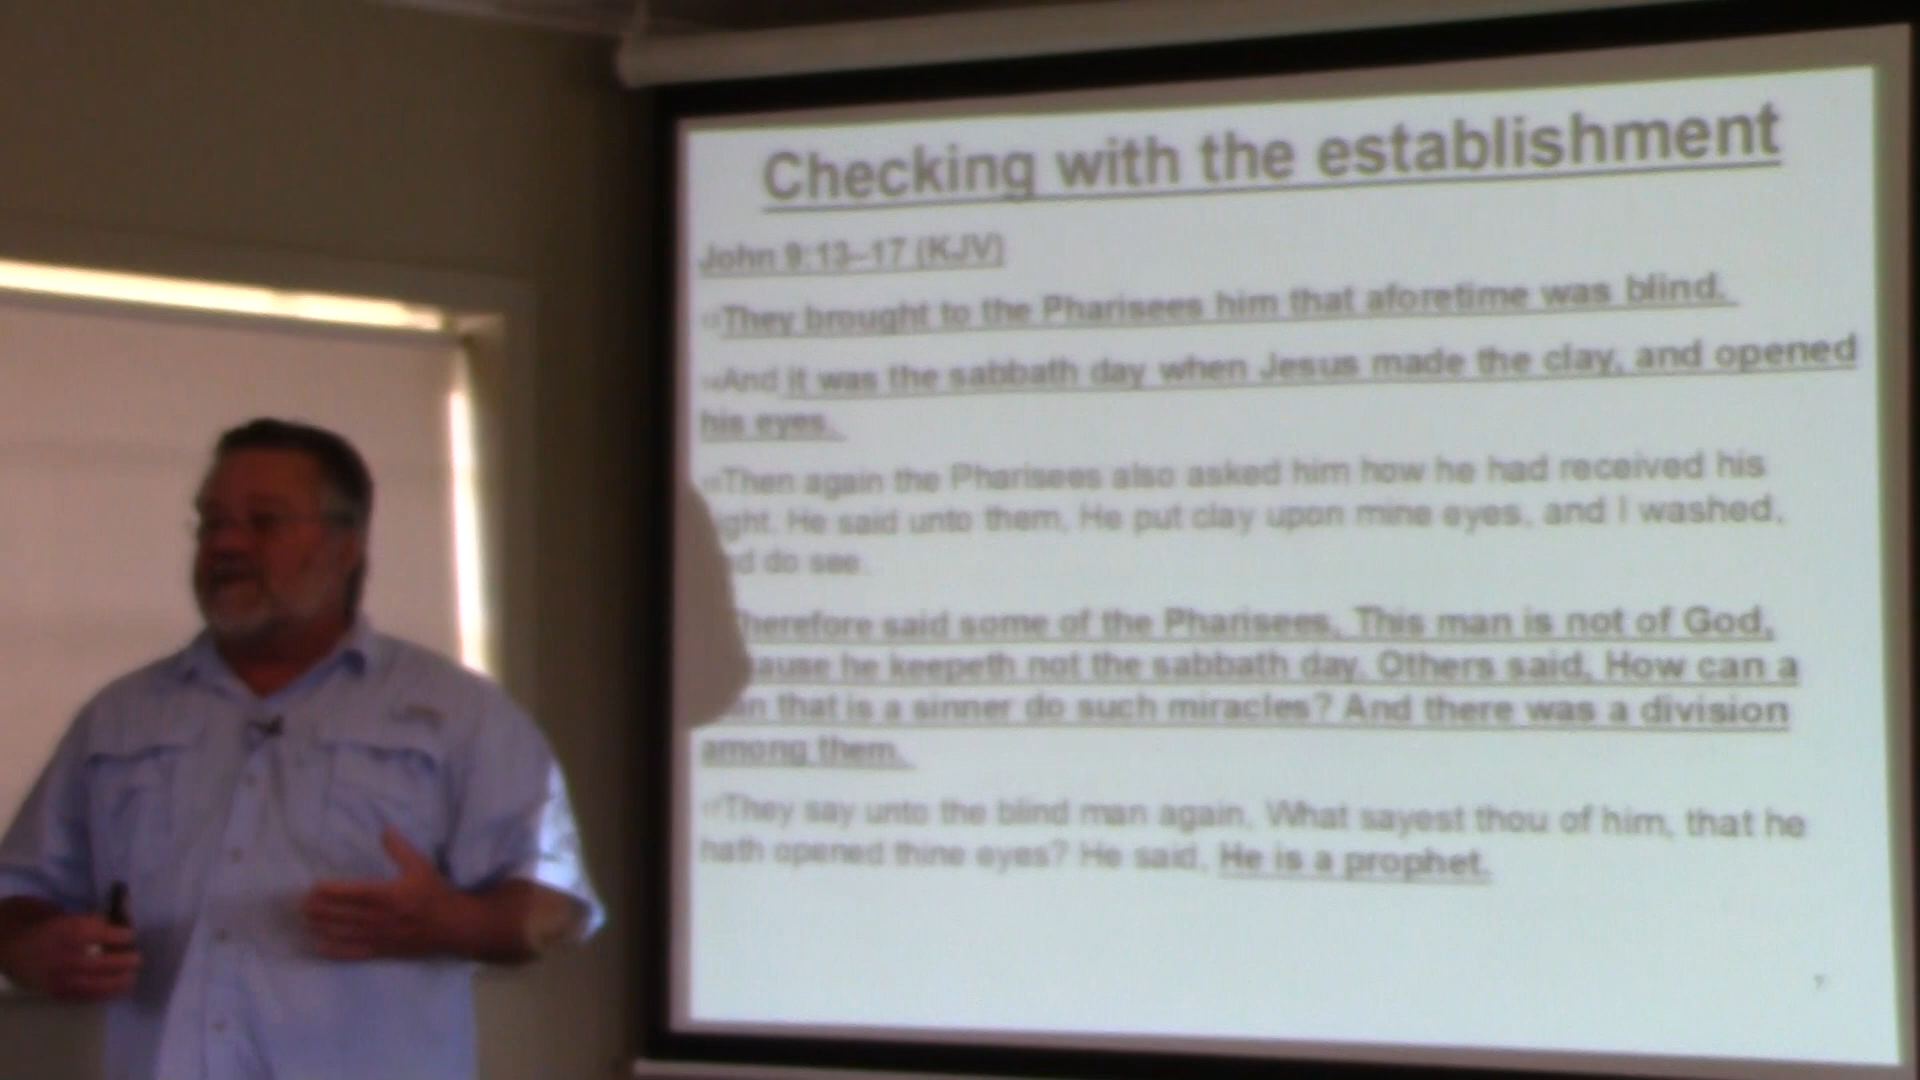 Checking with the establishment
John 9:13–17 (KJV)
They brought to the Pharisees him that aforetime was blind.
And it was the sabbath day when Jesus made the clay, and opened
his eyes.
Then again the Pharisees also asked him how he had received his
ght. He said unto them, He put clay upon mine eyes, and I washed,
d do see.
herefore said some of the Pharisees, This man is not of God,
ause he keepeth not the sabbath day. Others said, How can a
n that is a sinner do such miracles? And there was a division
among them.
They say unto the blind man again, What sayest thou of him, that he
hath opened thine eyes? He said, He is a prophet.
7